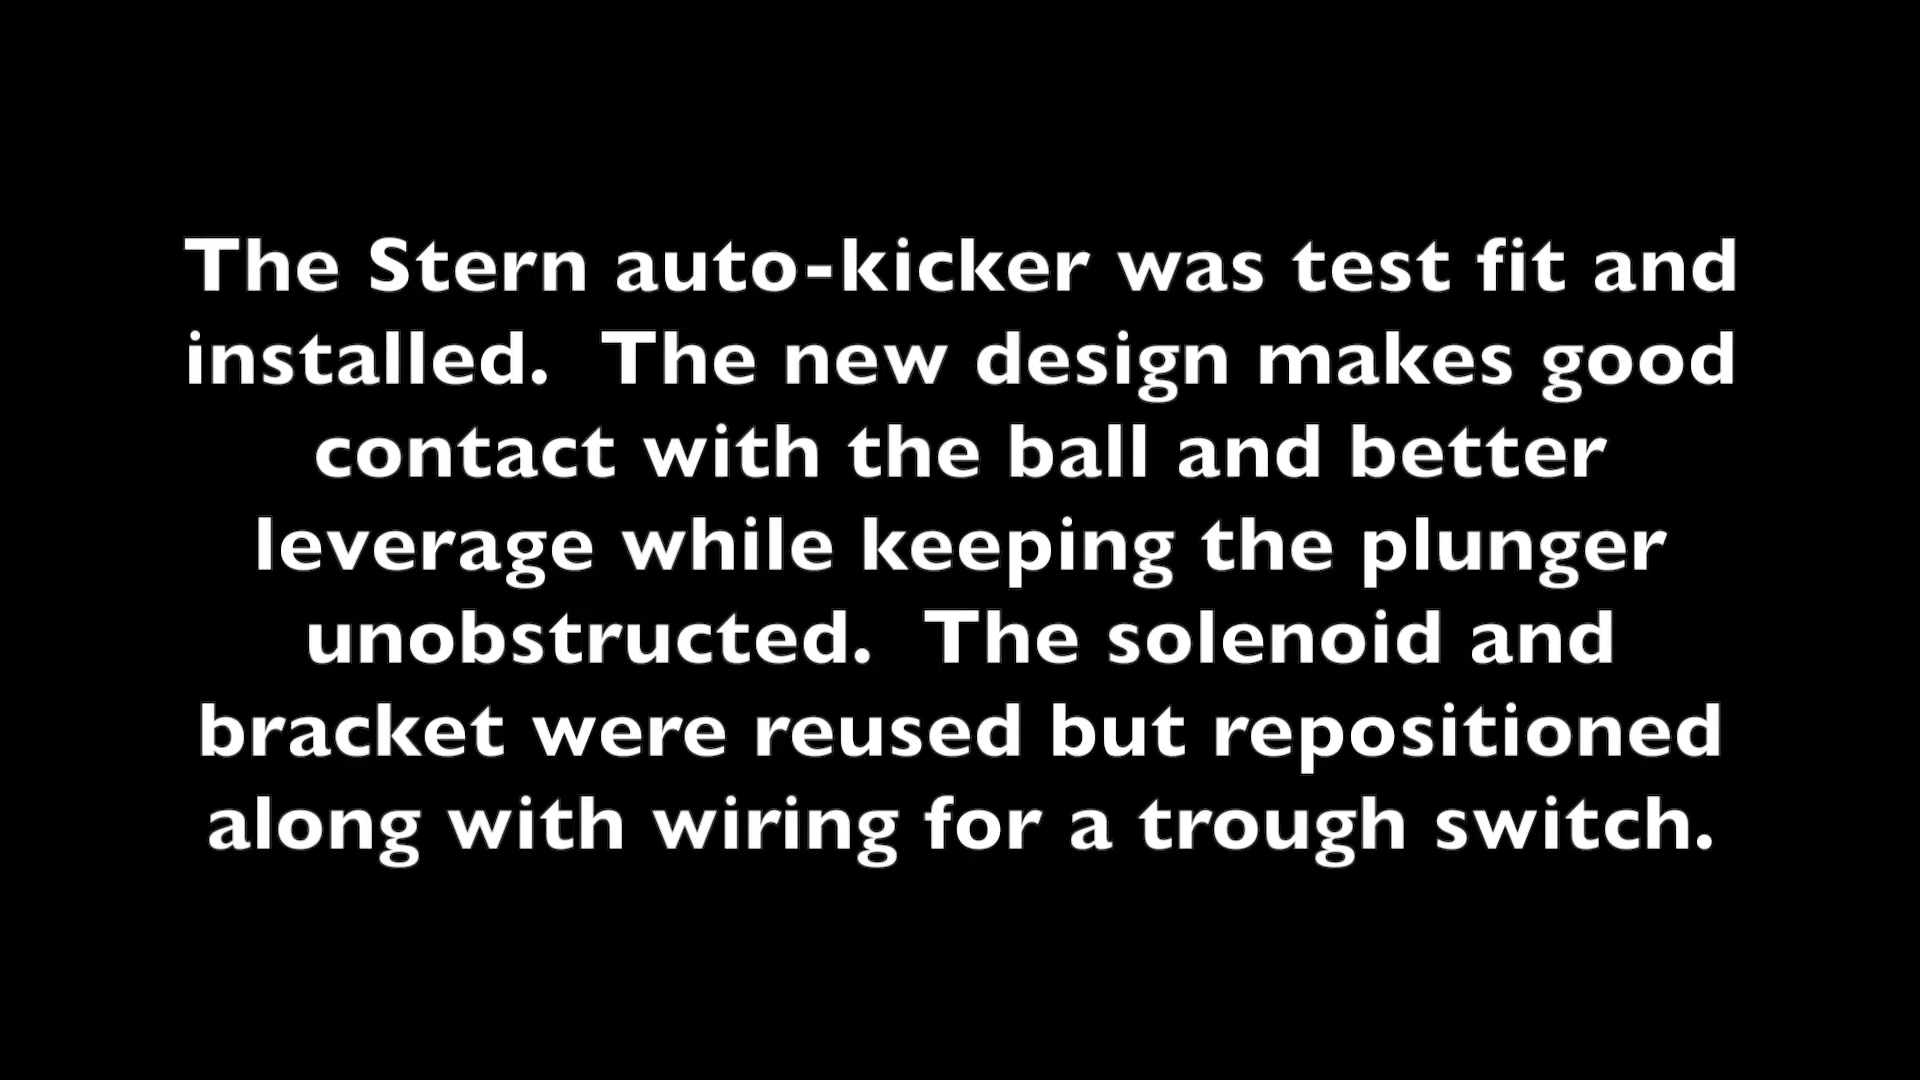 The Stern auto-kicker was test fit and
installed.  The new design makes good
contact with the ball and better
leverage while keeping the plunger
unobstructed.  The solenoid and
bracket were reused but repositioned
along with wiring for a trough switch.